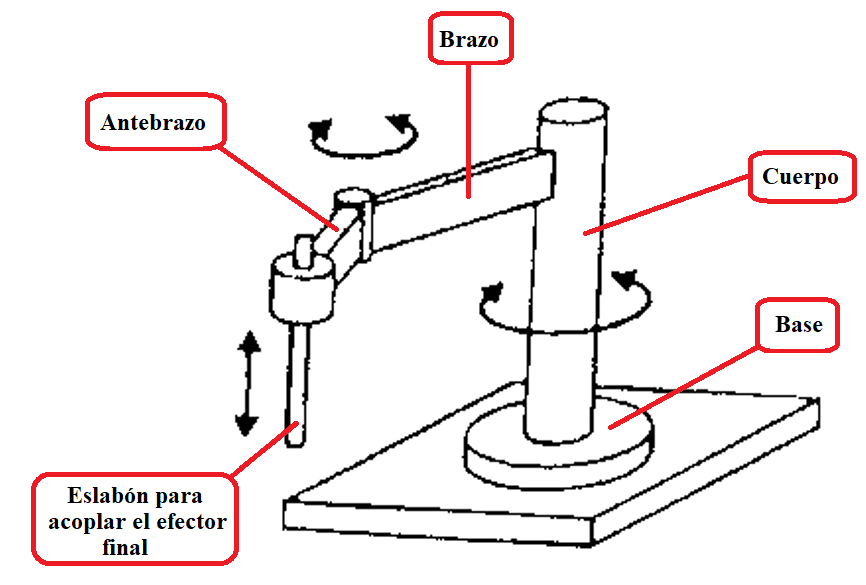 Brazo
Antebrazo
Cuerpo
Base
Eslabón para
acoplar el efector
final